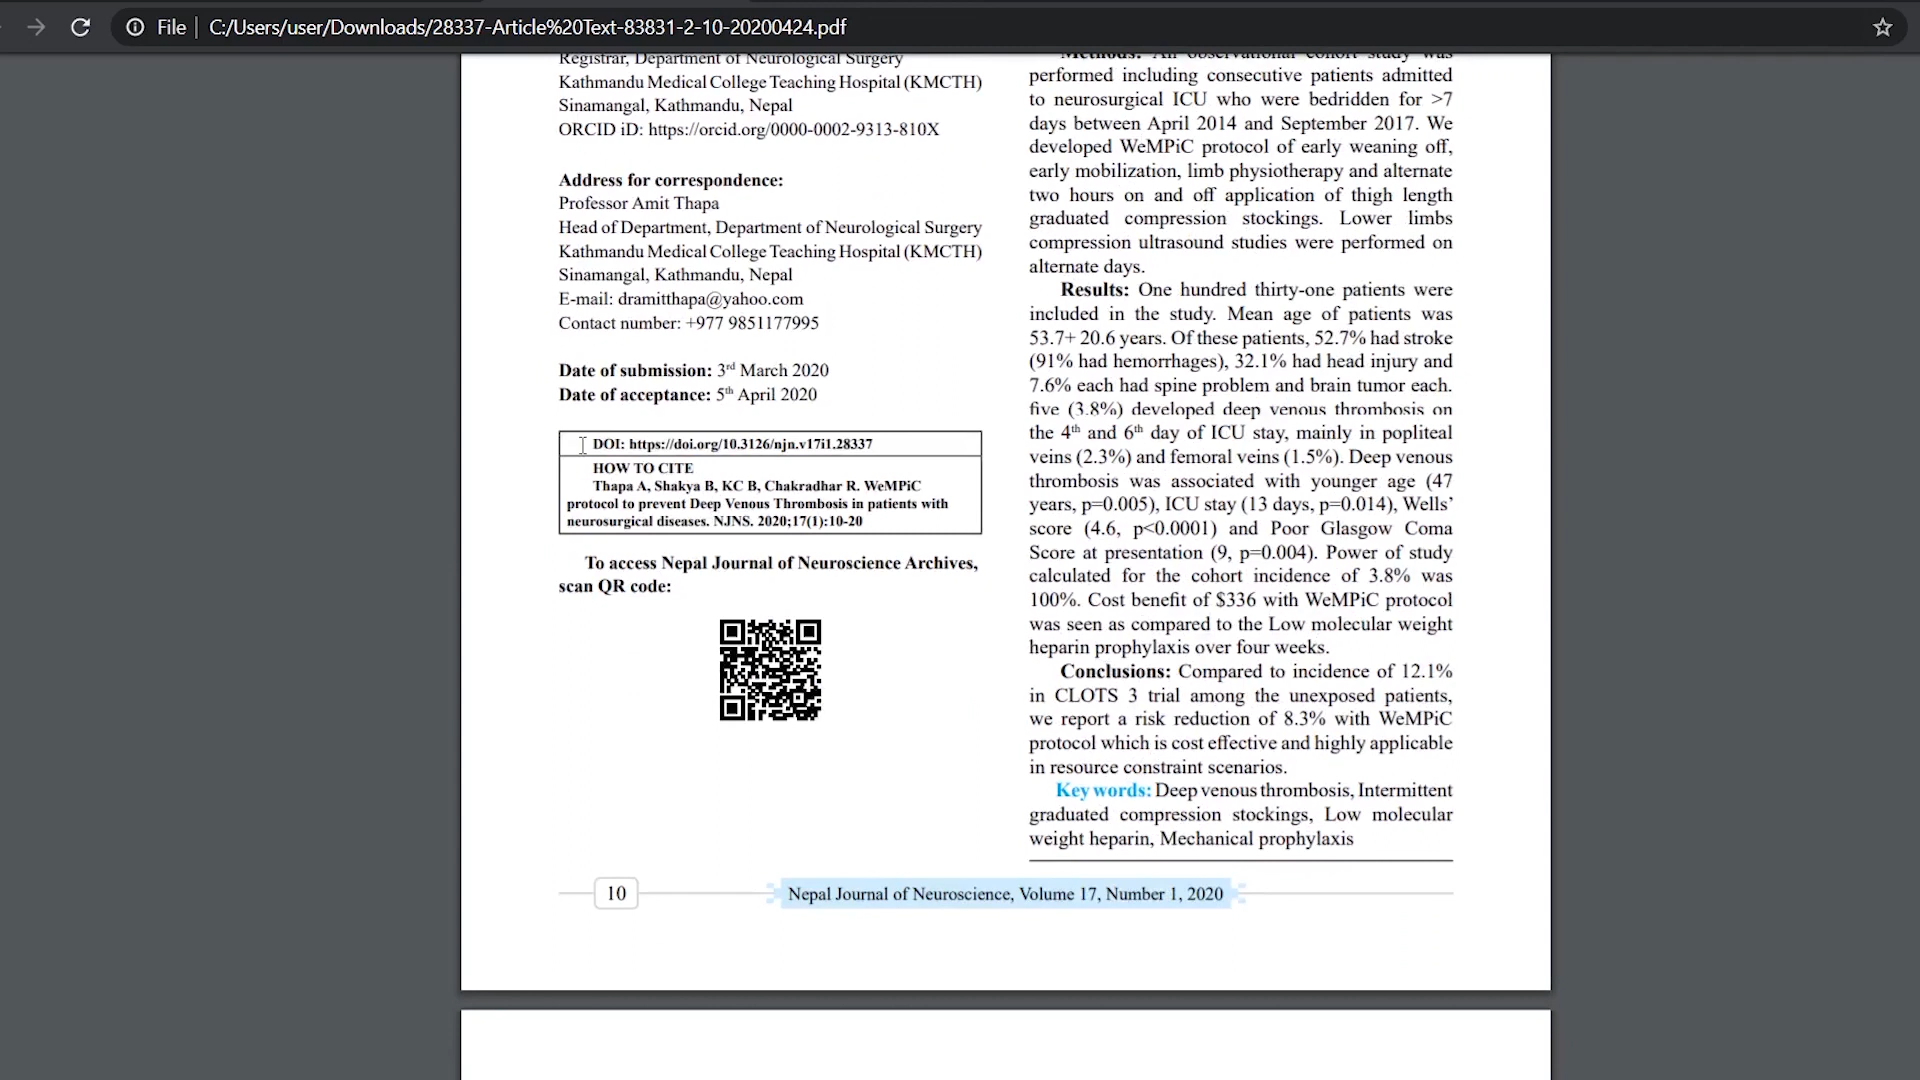 File | C:/Users/user/Downloads/28337-Article%20Text-83831-2-10-20200424.pdf
Registrar, Department of Neurological Surgery
Kathmandu Medical College Teaching Hospital (KMCTH)
Sinamangal, Kathmandu, Nepal
ORCID iD: https://orcid.org/0000-0002-9313-810X
Address for correspondence:
Professor Amit Thapa
Head of Department, Department of Neurological Surgery
Kathmandu Medical College Teaching Hospital (KMCTH)
Sinamangal, Kathmandu, Nepal
E-mail: dramitthapa@yahoo.com
Contact number: +977 9851177995
Date of submission: 3rd March 2020
Date of acceptance: 5th April 2020
DOI: https://doi.org/10.3126/njn.v17i1.28337
HOW TO CITE
Thapa A, Shakya B, KC B, Chakradhar R. WeMPiC
protocol to prevent Deep Venous Thrombosis in patients with
neurosurgical diseases. NJNS. 2020;17(1):10-20
To access Nepal Journal of Neuroscience Archives,
scan QR code:
Methods: An observational cohort study was
performed including consecutive patients admitted
to neurosurgical ICU who were bedridden for >7
days between April 2014 and September 2017. We
developed WeMPiC protocol of early weaning off,
early mobilization, limb physiotherapy and alternate
two hours on and off application of thigh length
graduated compression stockings. Lower limbs
compression ultrasound studies were performed on
alternate days.
Results: One hundred thirty-one patients were
included in the study. Mean age of patients was
53.7+ 20.6 years. Of these patients, 52.7% had stroke
(91% had hemorrhages), 32.1% had head injury and
7.6% each had spine problem and brain tumor each.
five (3.8%) developed deep venous thrombosis on
the 4th and 6th day of ICU stay, mainly in popliteal
veins (2.3%) and femoral veins (1.5%). Deep venous
thrombosis was associated with younger age (47
years, p=0.005), ICU stay (13 days, p=0.014), Wells’
score (4.6, p<0.0001) and Poor Glasgow Coma
Score at presentation (9, p=0.004). Power of study
calculated for the cohort incidence of 3.8% was
100%. Cost benefit of $336 with WeMPiC protocol
was seen as compared to the Low molecular weight
heparin prophylaxis over four weeks.
Conclusions: Compared to incidence of 12.1%
in CLOTS 3 trial among the unexposed patients,
we report a risk reduction of 8.3% with WeMPiC
protocol which is cost effective and highly applicable
in resource constraint scenarios.
Key words: Deep venous thrombosis, Intermittent
graduated compression stockings, Low molecular
weight heparin, Mechanical prophylaxis
10
Nepal Journal of Neuroscience, Volume 17, Number 1, 2020